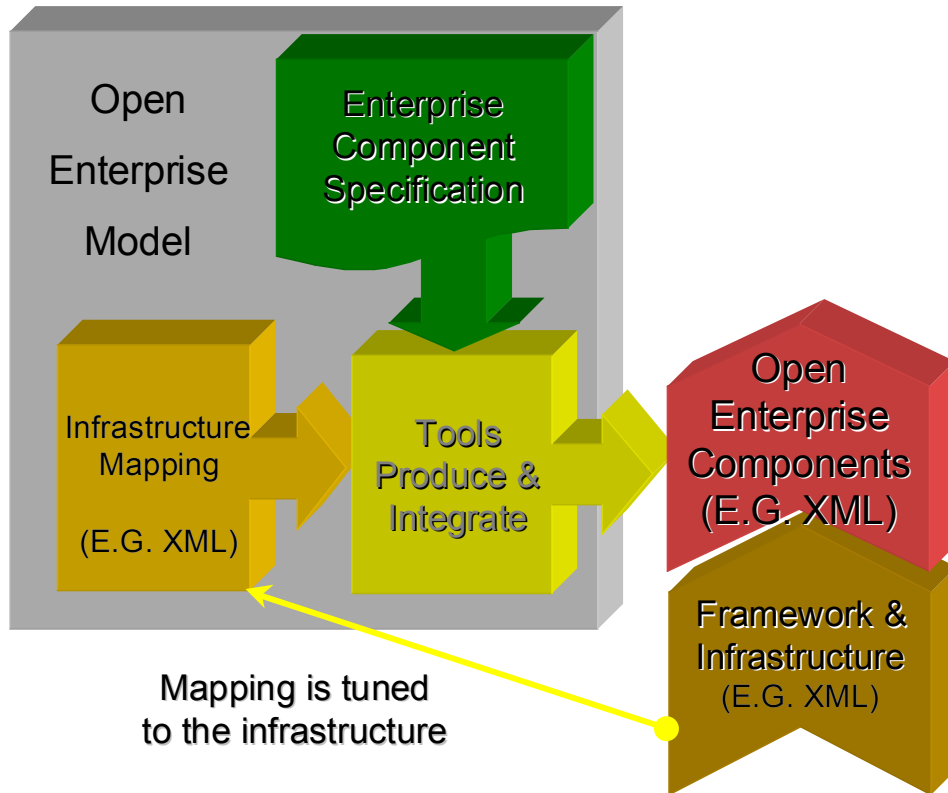 Open
Enterprise
Model
Enterprise
Component
Specification
Infrastructure
Mapping
(E.G. XML)
Tools
Produce &
Integrate
Open
Enterprise
Components
(E.G. XML)
Framework &
Infrastructure
(E.G. XML)
Mapping is tuned
to the infrastructure